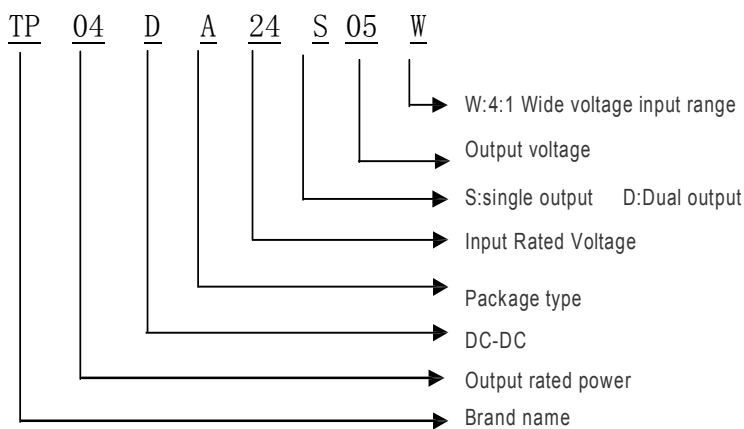 TP 04 D A 24 S 05 W
W:4:1 Wide voltage input range
Output voltage
S:single output D:Dual output
Input Rated Voltage
Package type
DC-DC
Output rated power
Brand name